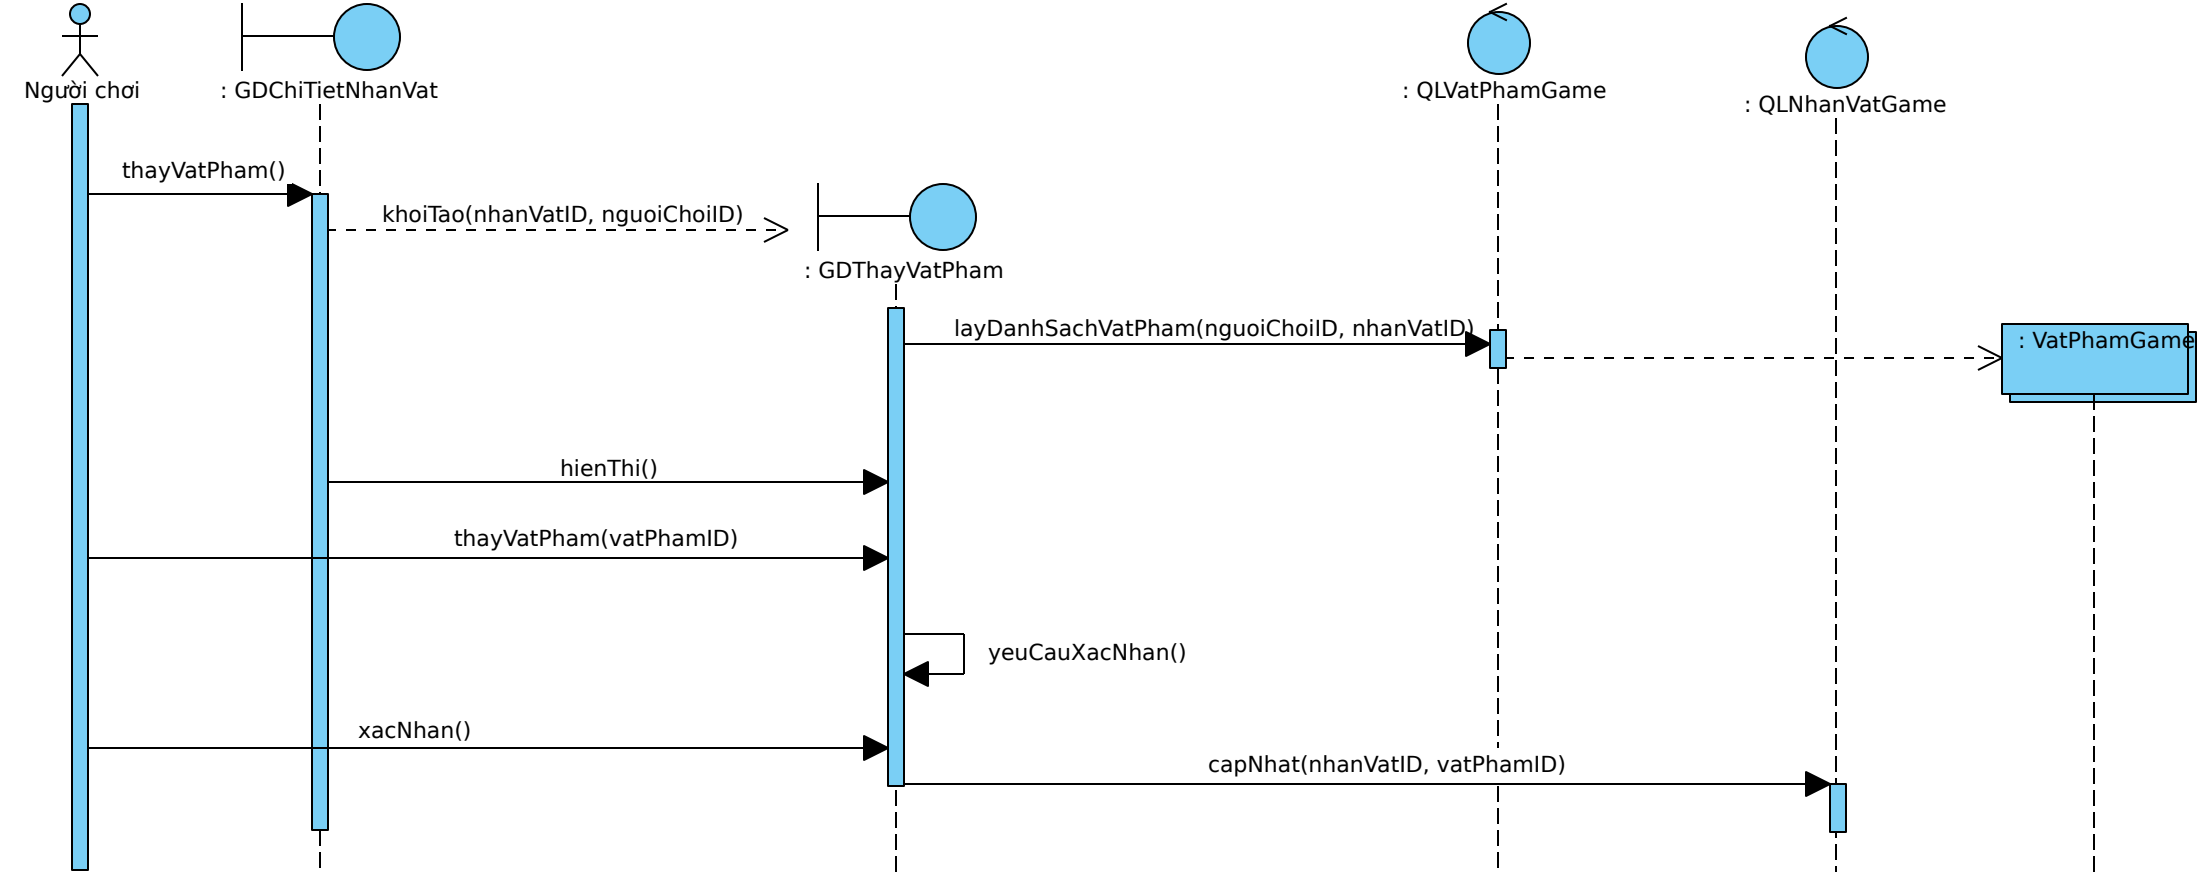 Người chơi
: GDChiTietNhanVat
: QLVatPhamGame
: QLNhanVatGame
thayVatPham()
khoiTao(nhanVatID, nguoiChoiID)
: GDThayVatPham
layDanhSachVatPham(nguoiChoiID, nhanVatID)
: VatPhamGame
hienThi()
thayVatPham(vatPhamID)
yeuCauXacNhan()
xacNhan()
capNhat(nhanVatID, vatPhamID)